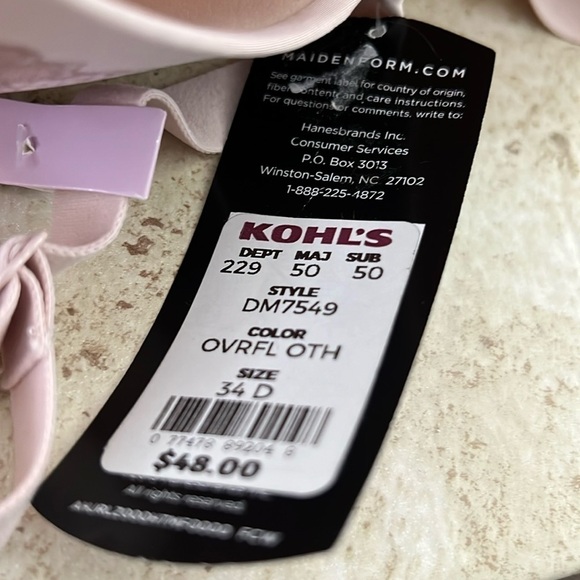 MAIDENFORM.COM
See garment label for country of origin,
fiber content and care instructions.
For questions or comments, write to:
Hanesbrands Inc.
Consumer Services
P.O. Box 3013
Winston-Salem, NC 27102
1-888-225-4872
KOHL'S
DEPT MAJ SUB
229 50 50
STYLE
DM7549
COLOR
OVRFL OTH
SIZE
34 D
$48.00
All rights reserved.